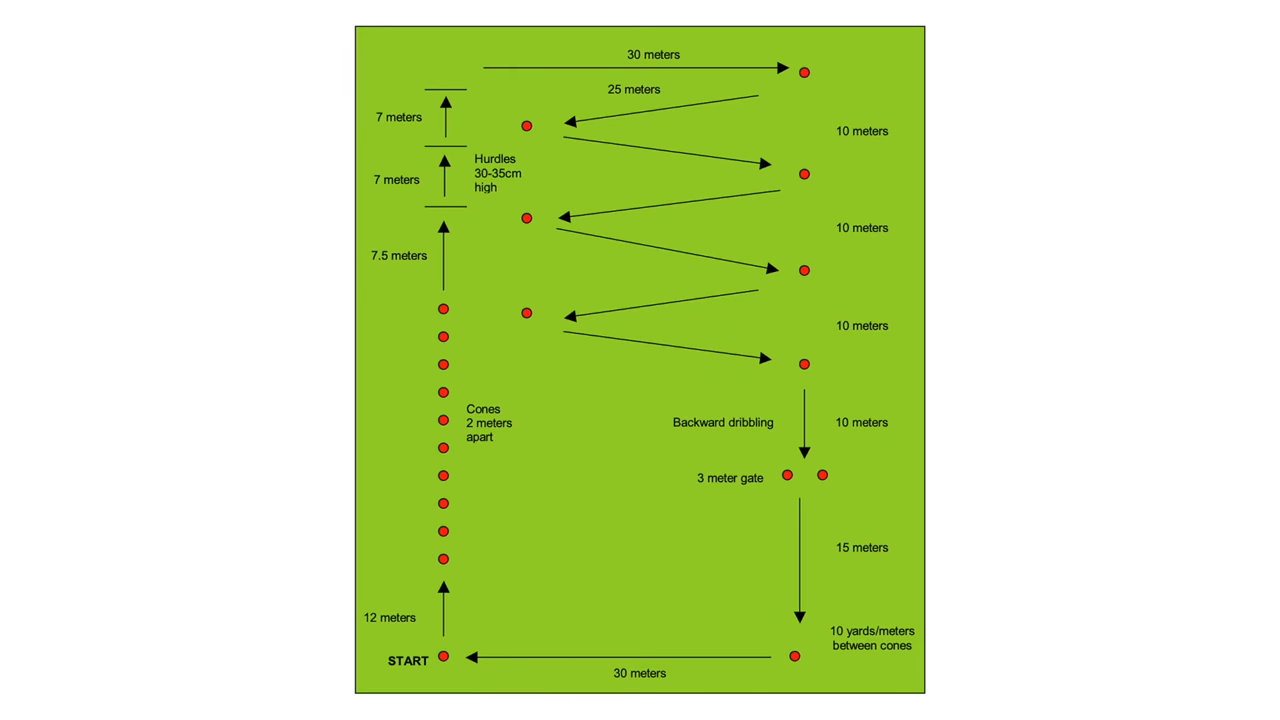 30 meters
25 meters
7 meters
10 meters
Hurdles
30-35cm
high
7 meters
10 meters
7.5 meters
10 meters
Cones
2 meters
apart
Backward dribbling
10 meters
3 meter gate
15 meters
12 meters
10 yards/meters
between cones
START
30 meters